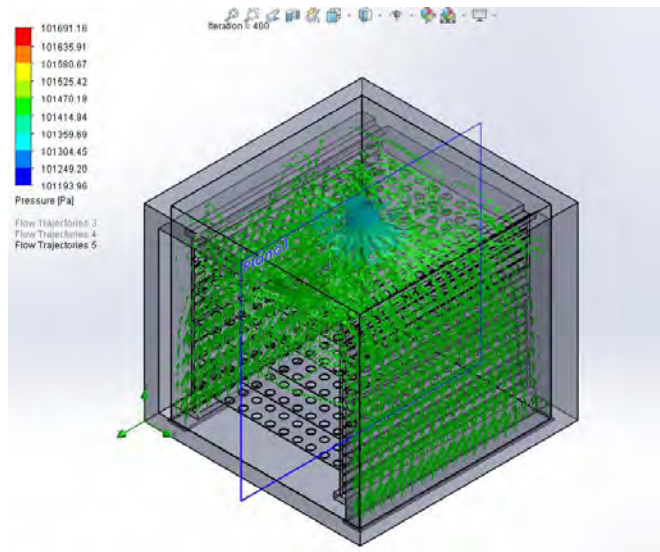 Iteration = 400
101691.16
101635.91
101580.67
101525.42
101470.18
101414.94
101359.69
101304.45
101249.20
101193.96
Pressure [Pa]
Flow Trajectories 3
Flow Trajectories 4
Flow Trajectories 5
Plano1